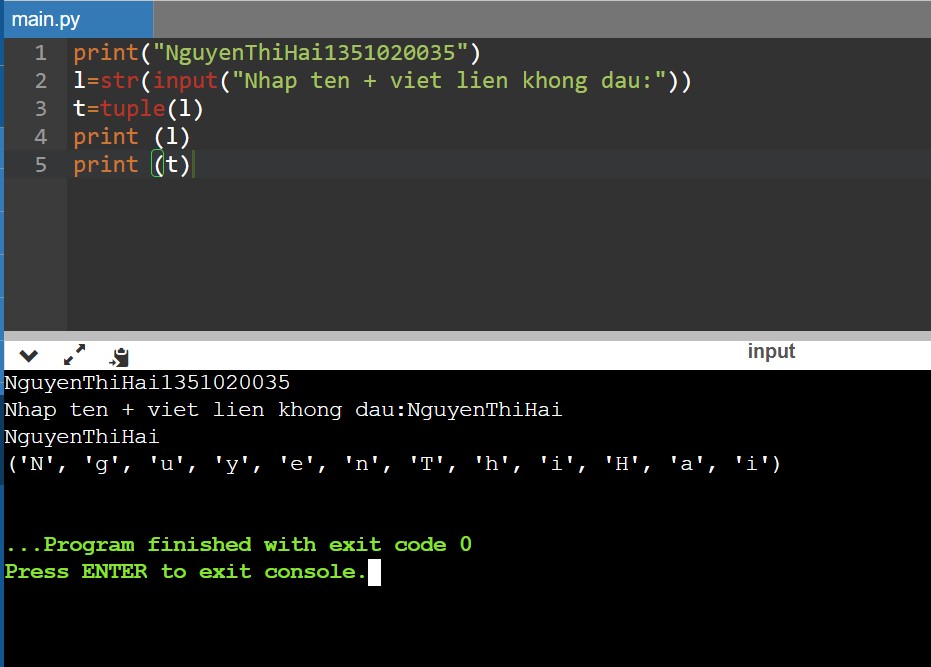 main.py
1 print("NguyenThiHai1351020035")
2 l=str(input("Nhap ten + viet lien khong dau:"))
3 t=tuple(l)
4 print (l)
5 print (t)
input
NguyenThiHai1351020035
Nhap ten + viet lien khong dau:NguyenThiHai
NguyenThiHai
('N', 'g', 'u', 'y', 'e', 'n', 'T', 'h', 'i', 'H', 'a', 'i')
...Program finished with exit code 0
Press ENTER to exit console.